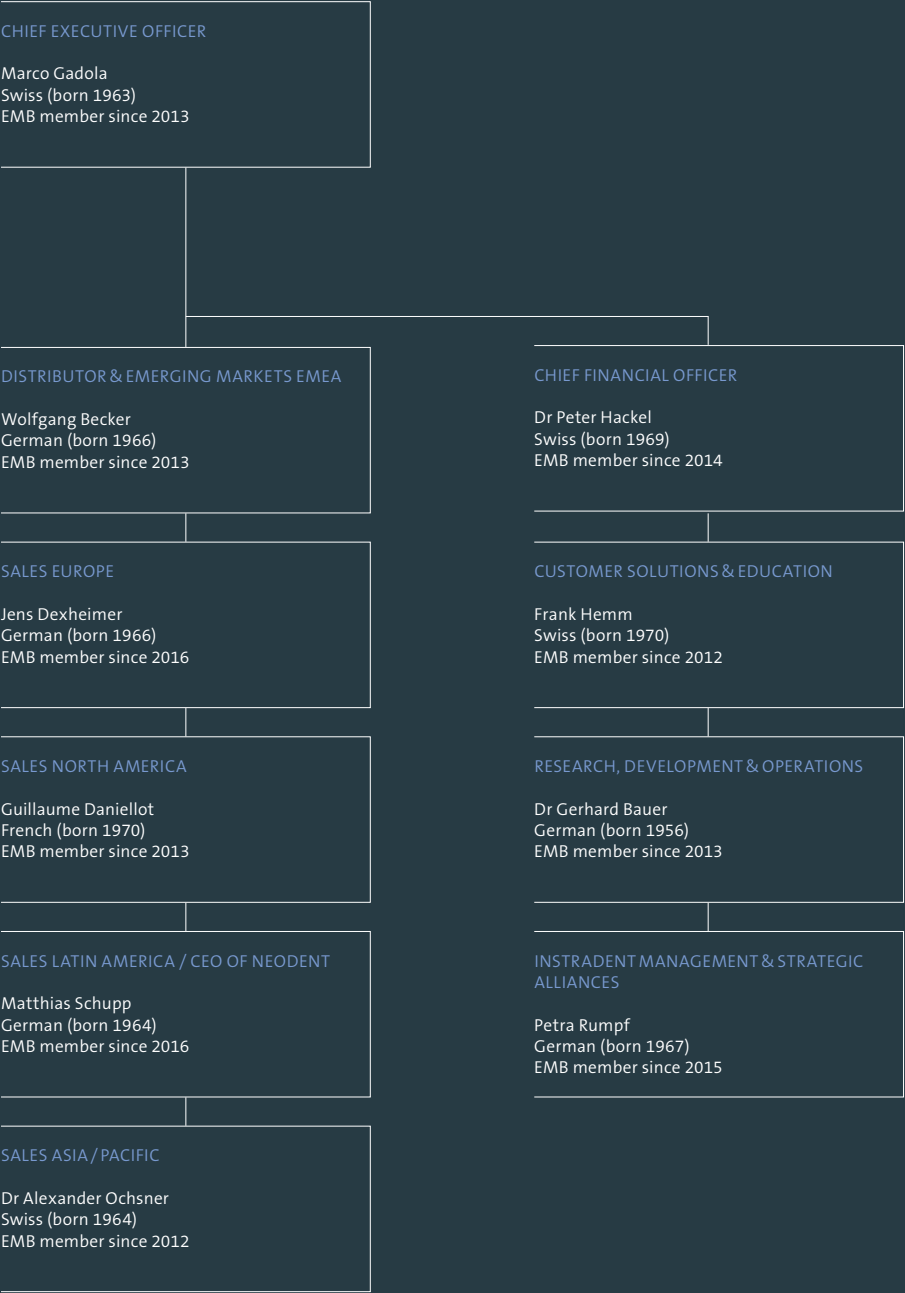 CHIEF EXECUTIVE OFFICER
Marco Gadola
Swiss (born 1963)
EMB member since 2013
DISTRIBUTOR & EMERGING MARKETS EMEA
Wolfgang Becker
German (born 1966)
EMB member since 2013
SALES EUROPE
Jens Dexheimer
German (born 1966)
EMB member since 2016
SALES NORTH AMERICA
Guillaume Daniellot
French (born 1970)
EMB member since 2013
SALES LATIN AMERICA / CEO OF NEODENT
Matthias Schupp
German (born 1964)
EMB member since 2016
SALES ASIA / PACIFIC
Dr Alexander Ochsner
Swiss (born 1964)
EMB member since 2012
CHIEF FINANCIAL OFFICER
Dr Peter Hackel
Swiss (born 1969)
EMB member since 2014
CUSTOMER SOLUTIONS & EDUCATION
Frank Hemm
Swiss (born 1970)
EMB member since 2012
RESEARCH, DEVELOPMENT & OPERATIONS
Dr Gerhard Bauer
German (born 1956)
EMB member since 2013
INSTRADENT MANAGEMENT & STRATEGIC
ALLIANCES
Petra Rumpf
German (born 1967)
EMB member since 2015